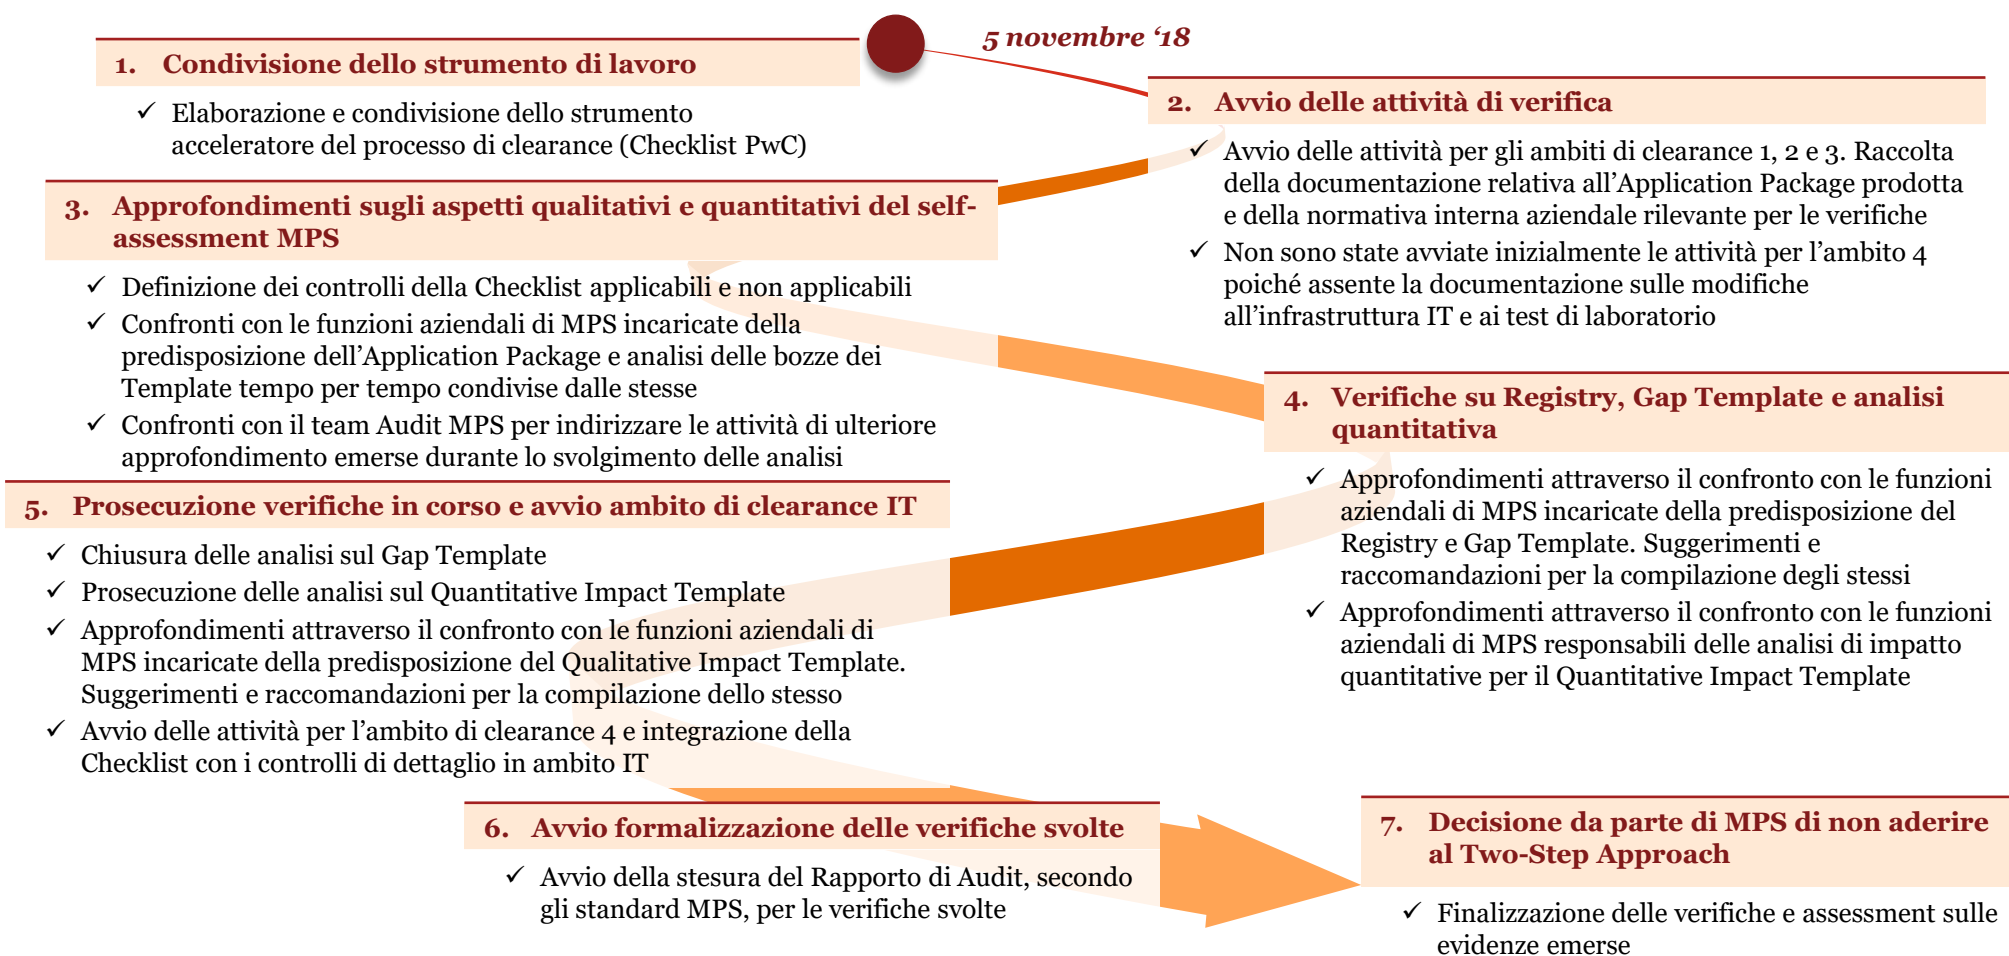 5 novembre ‘18
1. Condivisione dello strumento di lavoro
✓ Elaborazione e condivisione dello strumento
acceleratore del processo di clearance (Checklist PwC)
2. Avvio delle attività di verifica
✓ Avvio delle attività per gli ambiti di clearance 1, 2 e 3. Raccolta
della documentazione relativa all’Application Package prodotta
e della normativa interna aziendale rilevante per le verifiche
✓ Non sono state avviate inizialmente le attività per l’ambito 4
poiché assente la documentazione sulle modifiche
all’infrastruttura IT e ai test di laboratorio
3. Approfondimenti sugli aspetti qualitativi e quantitativi del self-
assessment MPS
✓ Definizione dei controlli della Checklist applicabili e non applicabili
✓ Confronti con le funzioni aziendali di MPS incaricate della
predisposizione dell’Application Package e analisi delle bozze dei
Template tempo per tempo condivise dalle stesse
✓ Confronti con il team Audit MPS per indirizzare le attività di ulteriore
approfondimento emerse durante lo svolgimento delle analisi
4. Verifiche su Registry, Gap Template e analisi
quantitativa
✓ Approfondimenti attraverso il confronto con le funzioni
aziendali di MPS incaricate della predisposizione del
Registry e Gap Template. Suggerimenti e
raccomandazioni per la compilazione degli stessi
✓ Approfondimenti attraverso il confronto con le funzioni
aziendali di MPS responsabili delle analisi di impatto
quantitative per il Quantitative Impact Template
5. Prosecuzione verifiche in corso e avvio ambito di clearance IT
✓ Chiusura delle analisi sul Gap Template
✓ Prosecuzione delle analisi sul Quantitative Impact Template
✓ Approfondimenti attraverso il confronto con le funzioni aziendali di
MPS incaricate della predisposizione del Qualitative Impact Template.
Suggerimenti e raccomandazioni per la compilazione dello stesso
✓ Avvio delle attività per l’ambito di clearance 4 e integrazione della
Checklist con i controlli di dettaglio in ambito IT
6. Avvio formalizzazione delle verifiche svolte
✓ Avvio della stesura del Rapporto di Audit, secondo
gli standard MPS, per le verifiche svolte
7. Decisione da parte di MPS di non aderire
al Two-Step Approach
✓ Finalizzazione delle verifiche e assessment sulle
evidenze emerse